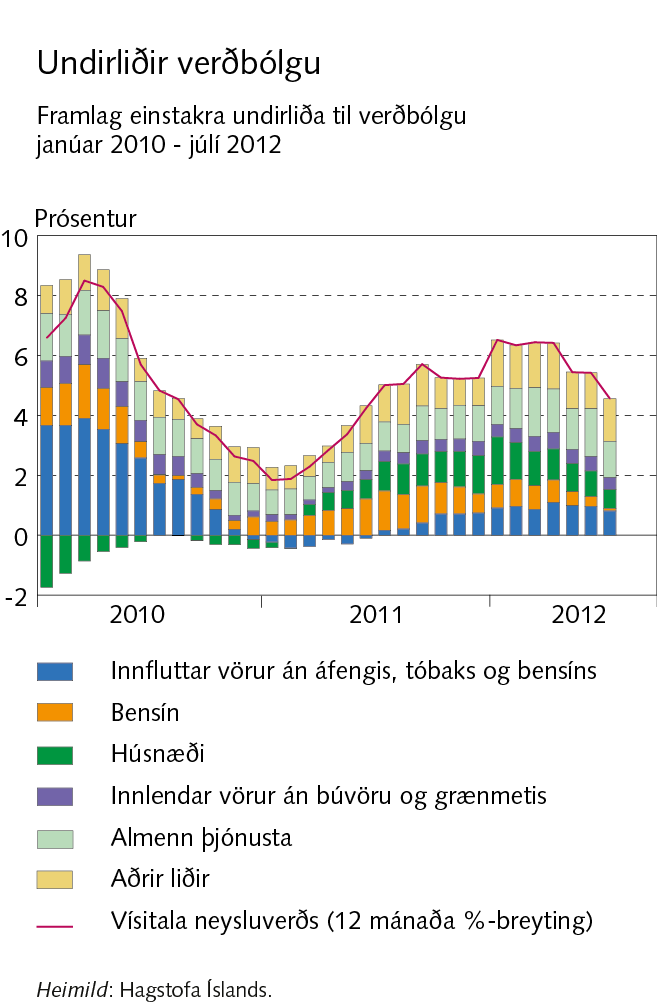 Undirliðir verðbólgu
Framlag einstakra undirliða til verðbólgu
janúar 2010 - júlí 2012
Prósentur
10
8
6
4
2
0
-2
2010
2011
2012
Innfluttar vörur án áfengis, tóbaks og bensíns
Bensín
Húsnæði
Innlendar vörur án búvöru og grænmetis
Almenn þjónusta
Aðrir liðir
Vísitala neysluverðs (12 mánaða %-breyting)
Heimild: Hagstofa Íslands.